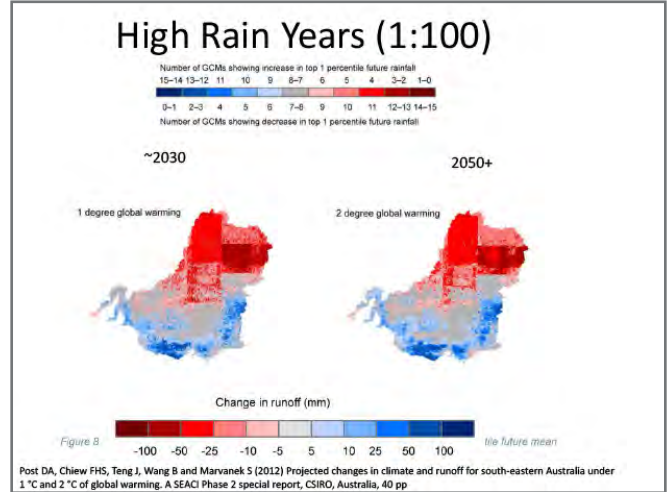 High Rain Years (1:100)
Number of GCMs showing increase in top 1 percentile future rainfall
15–14 13–12 11 10 9 8–7 6 5 4 3–2 1–0
0–1 2–3 4 5 6 7–8 9 10 11 12–13 14–15
Number of GCMs showing decrease in top 1 percentile future rainfall
~2030
2050+
1 degree global warming
2 degree global warming
Change in runoff (mm)
Figure 8
tile future mean
-100 -50 -25 -10 -5 5 10 25 50 100
Post DA, Chiew FHS, Teng J, Wang B and Marvanek S (2012) Projected changes in climate and runoff for south-eastern Australia under
1 °C and 2 °C of global warming. A SEACI Phase 2 special report, CSIRO, Australia, 40 pp